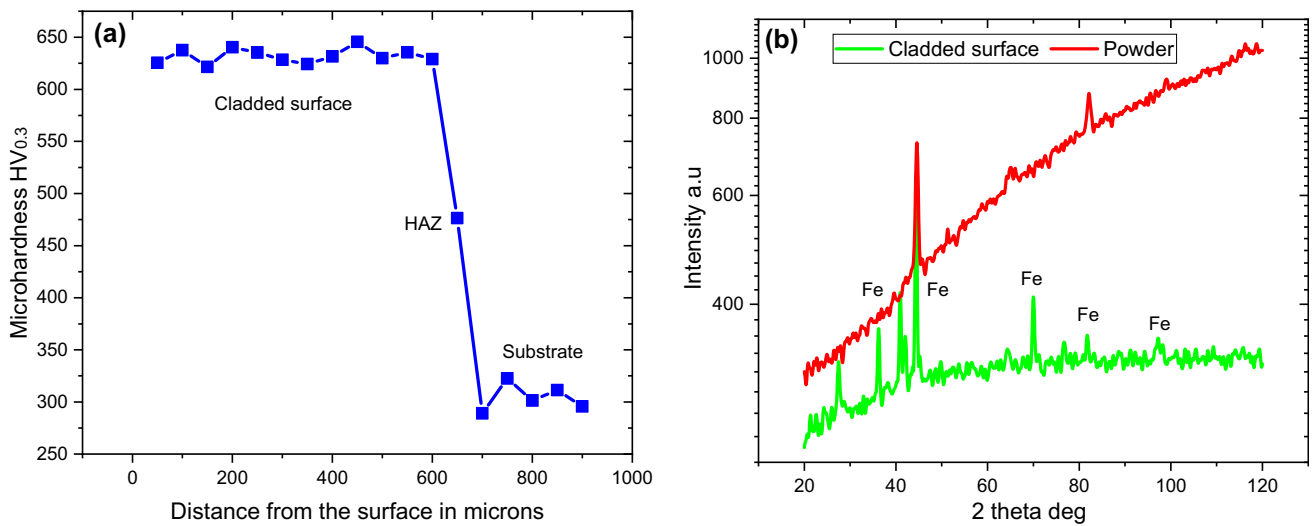 (a)
Microhardness HV0.3
650
600
550
500
450
400
350
300
250
Cladded surface
HAZ
Substrate
0 200 400 600 800 1000
Distance from the surface in microns
(b)
Cladded surface Powder
Intensity a.u
1000
800
600
400
Fe
Fe
Fe
Fe
Fe
20 40 60 80 100 120
2 theta deg